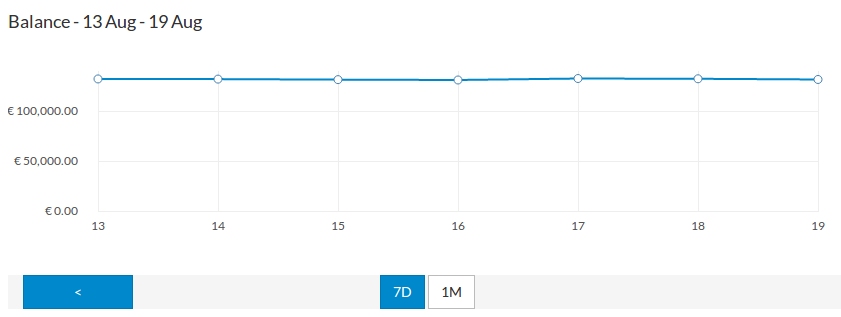 Balance - 13 Aug - 19 Aug
€ 100,000.00
€ 50,000.00
€ 0.00
13 14 15 16 17 18 19
< 7D 1M